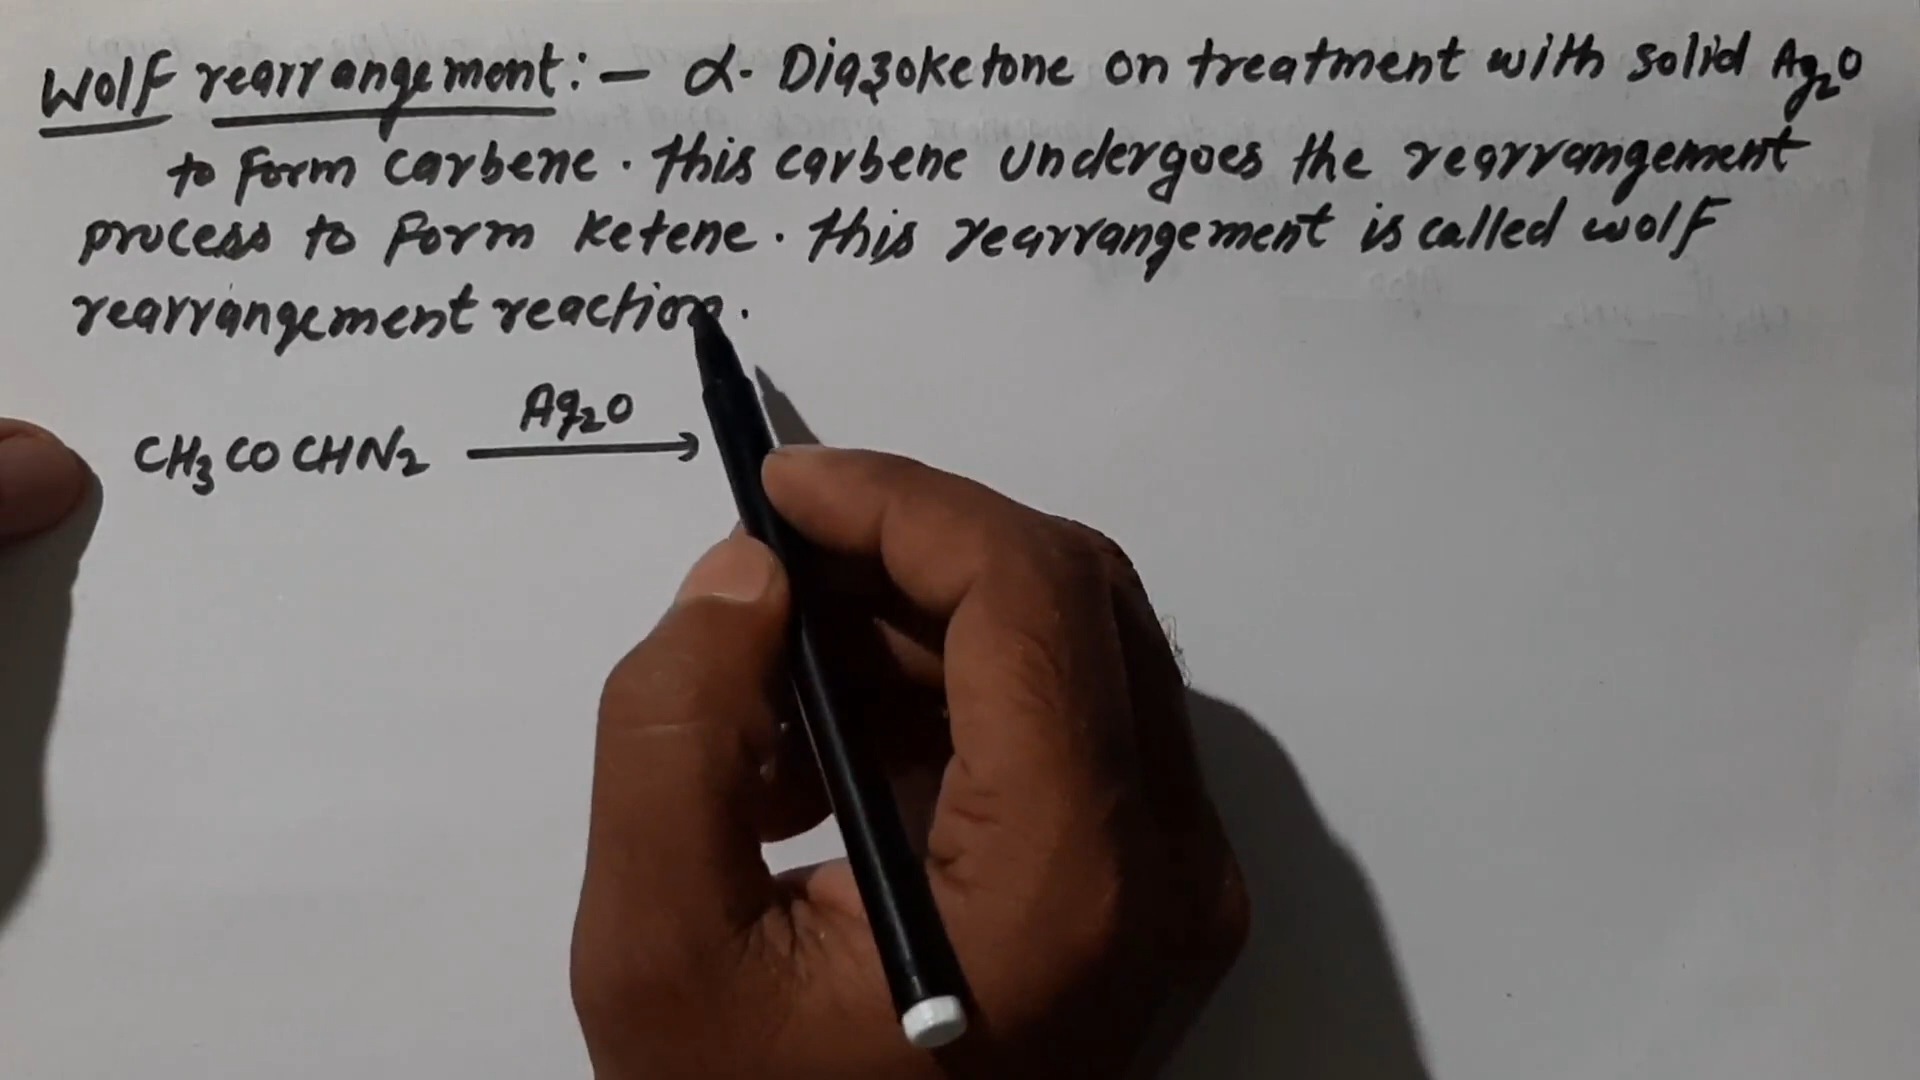 Wolf rearrangement:- α- Diazoketone on treatment with solid Ag₂O
to form carbene. this carbene undergoes the rearrangement
process to form ketene. this rearrangement is called wolf
rearrangement reaction.
Ag₂O
CH₃COCHN₂ →